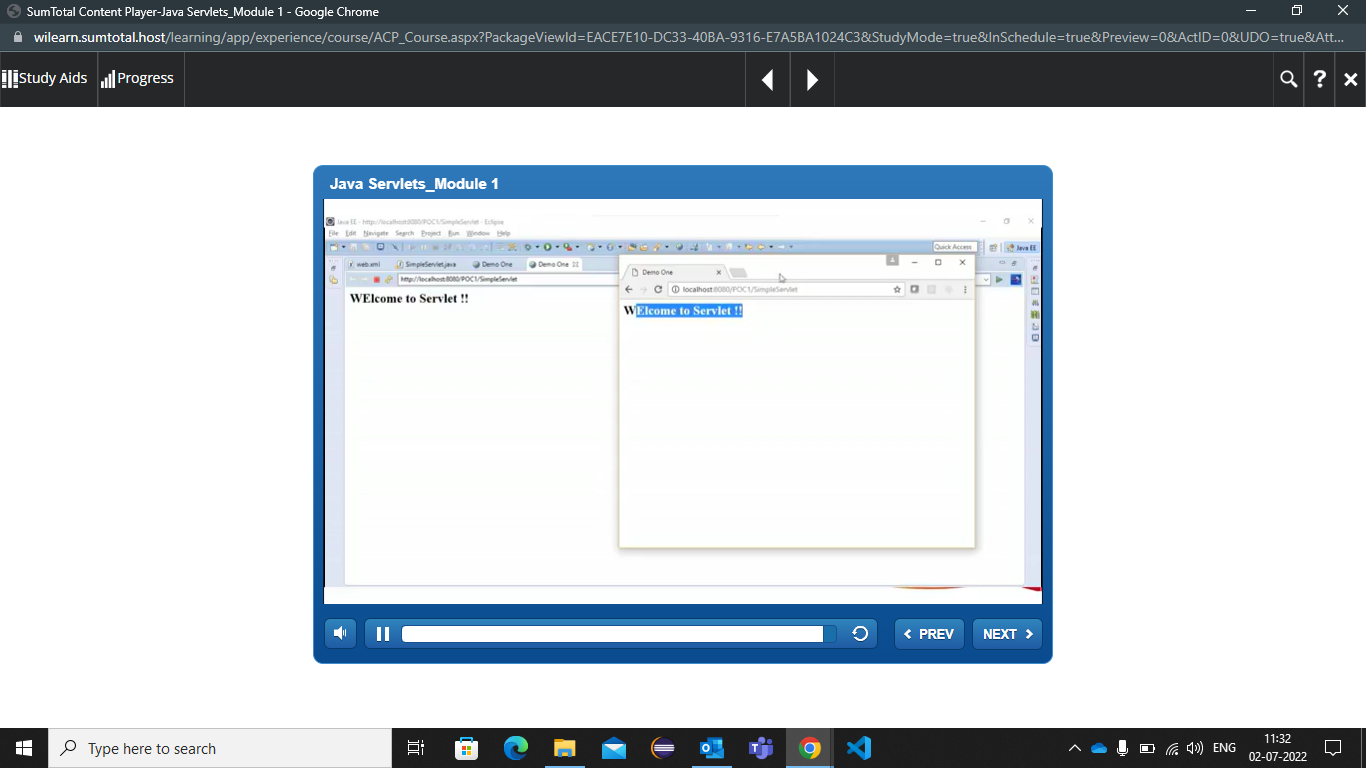 SumTotal Content Player-Java Servlets_Module 1 - Google Chrome
wilearn.sumtotal.host/learning/app/experience/course/ACP_Course.aspx?PackageViewId=EACE7E10-DC33-40BA-9316-E7A5BA1024C3&StudyMode=true&InSchedule=true&Preview=0&ActID=0&UDO=true&Att...
Study Aids Progress ?
Java Servlets_Module 1
Java EE - http://localhost:8080/POC1/SimpleServlet - Eclipse
File Edit Navigate Search Project Run Window Help
Quick Access Java EE
web.xml SimpleServlet.java Demo One Demo One
http://localhost:8080/POC1/SimpleServlet
WElcome to Servlet !!
Demo One
localhost:8080/POC1/SimpleServlet
WElcome to Servlet !!
PREV NEXT
Type here to search
ENG
11:32
02-07-2022